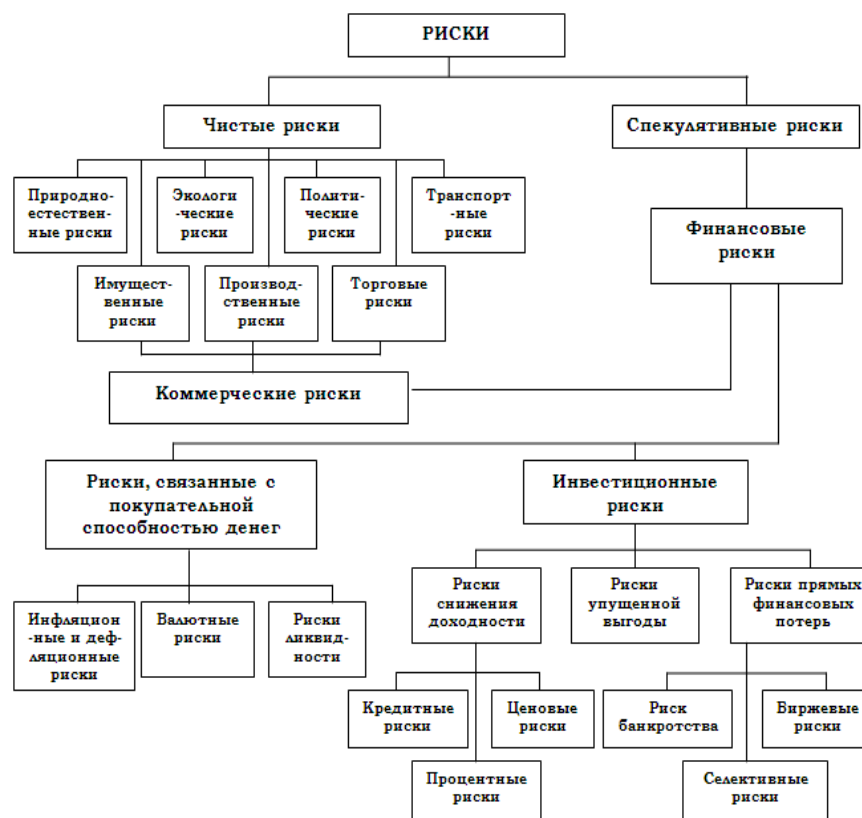 РИСКИ
Чистые риски
Спекулятивные риски
Природно-
естествен-
ные риски
Экологи
-ческие
риски
Полити-
ческие
риски
Транспорт
-ные
риски
Финансовые
риски
Имущест-
венные
риски
Производ-
ственные
риски
Торговые
риски
Коммерческие риски
Риски, связанные с
покупательной
способностью денег
Инвестиционные
риски
Риски
снижения
доходности
Риски
упущенной
выгоды
Риски прямых
финансовых
потерь
Инфляцион
-ные и деф-
ляционные
риски
Валютные
риски
Риски
ликвид-
ности
Кредитные
риски
Ценовые
риски
Риск
банкротства
Биржевые
риски
Процентные
риски
Селективные
риски